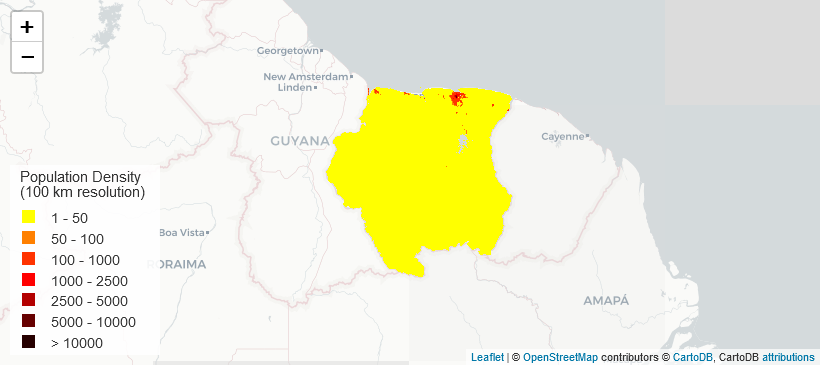 +
−
Georgetown
New Amsterdam
Linden
GUYANA
Cayenne
Boa Vista
RORAIMA
AMAPÁ
Population Density
(100 km resolution)
1 - 50
50 - 100
100 - 1000
1000 - 2500
2500 - 5000
5000 - 10000
> 10000
Leaflet | © OpenStreetMap contributors © CartoDB, CartoDB attributions